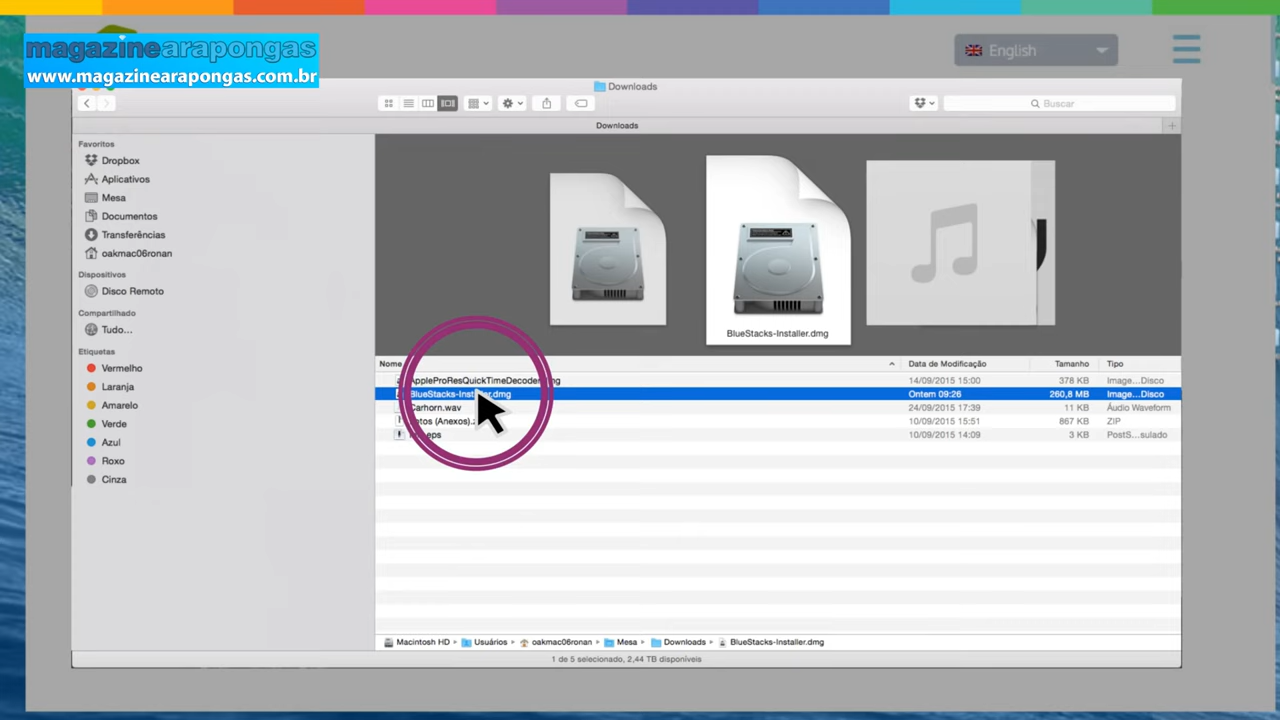 magazinearapongas
www.magazinearapongas.com.br
English
Downloads
Buscar
Downloads
Favoritos
Dropbox
Aplicativos
Mesa
Documentos
Transferências
oakmac06ronan
Dispositivos
Disco Remoto
Compartilhado
Tudo...
Etiquetas
Vermelho
Laranja
Amarelo
Verde
Azul
Roxo
Cinza
BlueStacks-Installer.dmg
Nome Data de Modificação Tamanho Tipo
14/09/2015 15:00 378 KB Image...Disco
Ontem 09:26 260,8 MB Image...Disco
Carhorn.wav 24/09/2015 17:39 11 KB Áudio Waveform
(Anexos). 10/09/2015 15:51 867 KB ZIP
10/09/2015 14:09 3 KB PostS...sulado
Macintosh HD Usuários oakmac06ronan Mesa Downloads BlueStacks-Installer.dmg
1 de 5 selecionado, 2,44 TB disponíveis